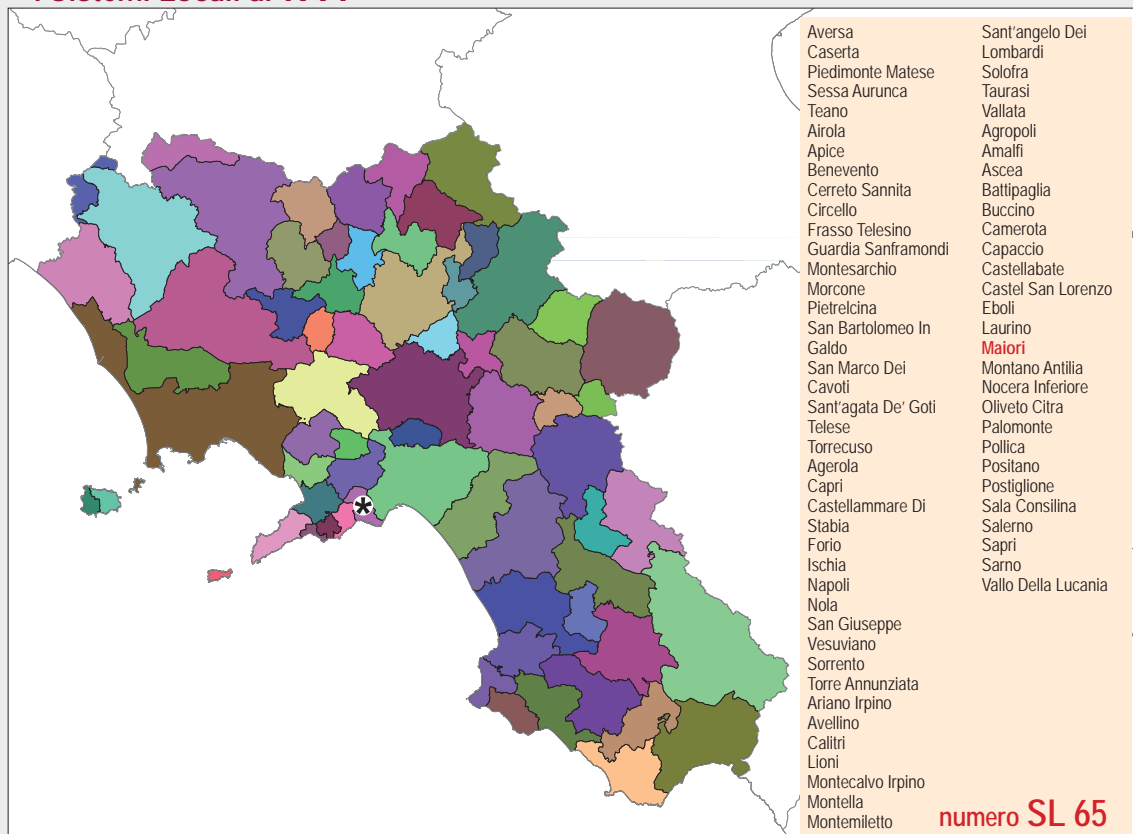 I Sistemi Locali di
Aversa
Caserta
Piedimonte Matese
Sessa Aurunca
Teano
Airola
Apice
Benevento
Cerreto Sannita
Circello
Frasso Telesino
Guardia Sanframondi
Montesarchio
Morcone
Pietrelcina
San Bartolomeo In
Galdo
San Marco Dei
Cavoti
Sant'agata De' Goti
Telese
Torrecuso
Agerola
Capri
Castellammare Di
Stabia
Forio
Ischia
Napoli
Nola
San Giuseppe
Vesuviano
Sorrento
Torre Annunziata
Ariano Irpino
Avellino
Calitri
Lioni
Montecalvo Irpino
Montella
Montemiletto
Sant'angelo Dei
Lombardi
Solofra
Taurasi
Vallata
Agropoli
Amalfi
Ascea
Battipaglia
Buccino
Camerota
Capaccio
Castellabate
Castel San Lorenzo
Eboli
Laurino
Maiori
Montano Antilia
Nocera Inferiore
Oliveto Citra
Palomonte
Pollica
Positano
Postiglione
Sala Consilina
Salerno
Sapri
Sarno
Vallo Della Lucania
numero SL 65
*